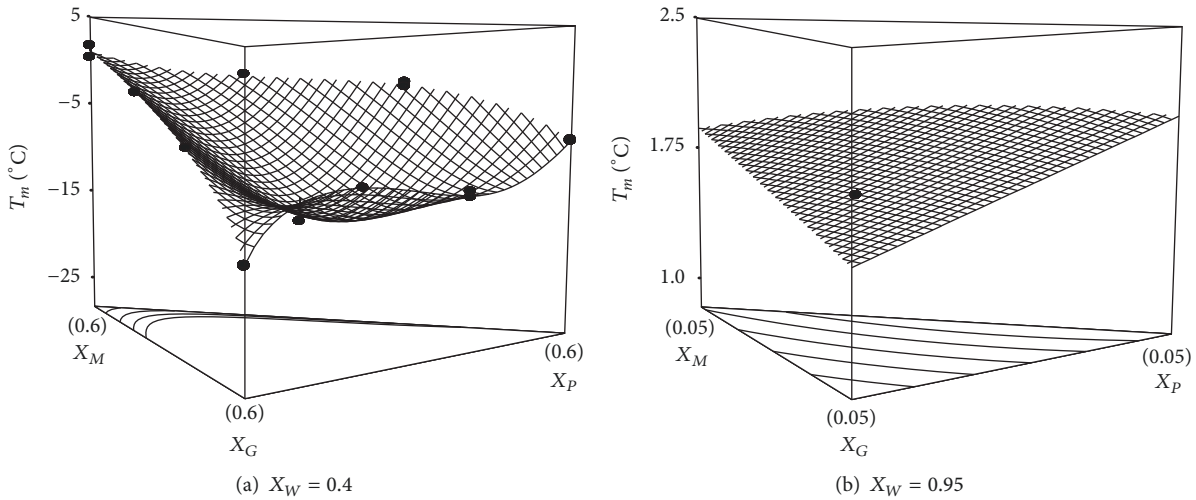 5
−5
−15
−25
T_m (°C)
(0.6)
X_M
(0.6)
X_G
(0.6)
X_P
(a) X_W = 0.4
2.5
1.75
1.0
T_m (°C)
(0.05)
X_M
(0.05)
X_G
(0.05)
X_P
(b) X_W = 0.95